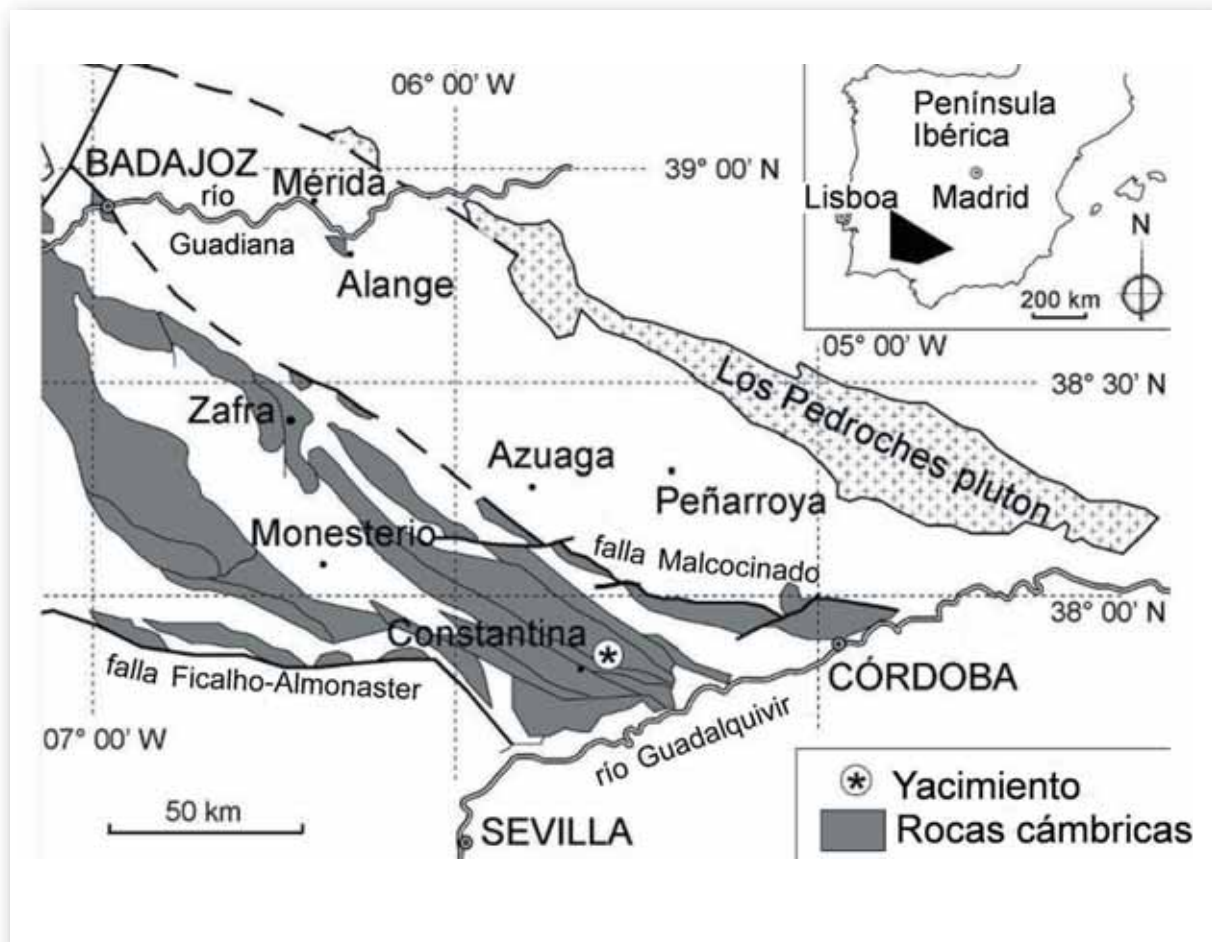 06° 00' W
Península
Ibérica
BADAJOZ
río
Mérida
39° 00' N
Lisboa
Madrid
Guadiana
N
Alange
200 km
05° 00' W
38° 30' N
Los Pedroches pluton
Zafra
Azuaga
Peñarroya
Monesterio
falla Malcocinado
38° 00' N
Constantina
*
falla Ficalho-Almonaster
CÓRDOBA
07° 00' W
río Guadalquivir
50 km
SEVILLA
* Yacimiento
Rocas cámbricas